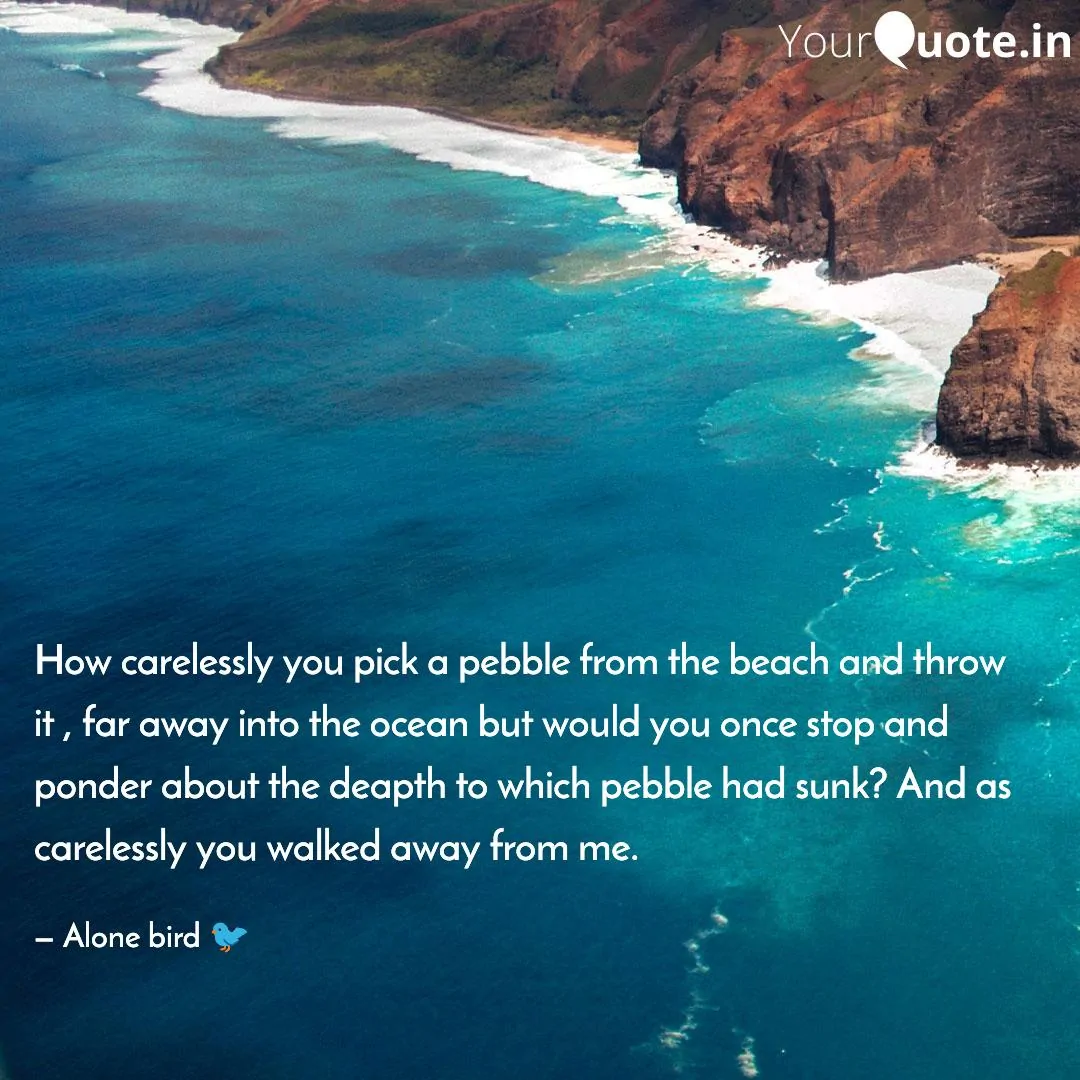 YourQuote.in
How carelessly you pick a pebble from the beach and throw
it , far away into the ocean but would you once stop and
ponder about the deapth to which pebble had sunk? And as
carelessly you walked away from me.
— Alone bird 🐦